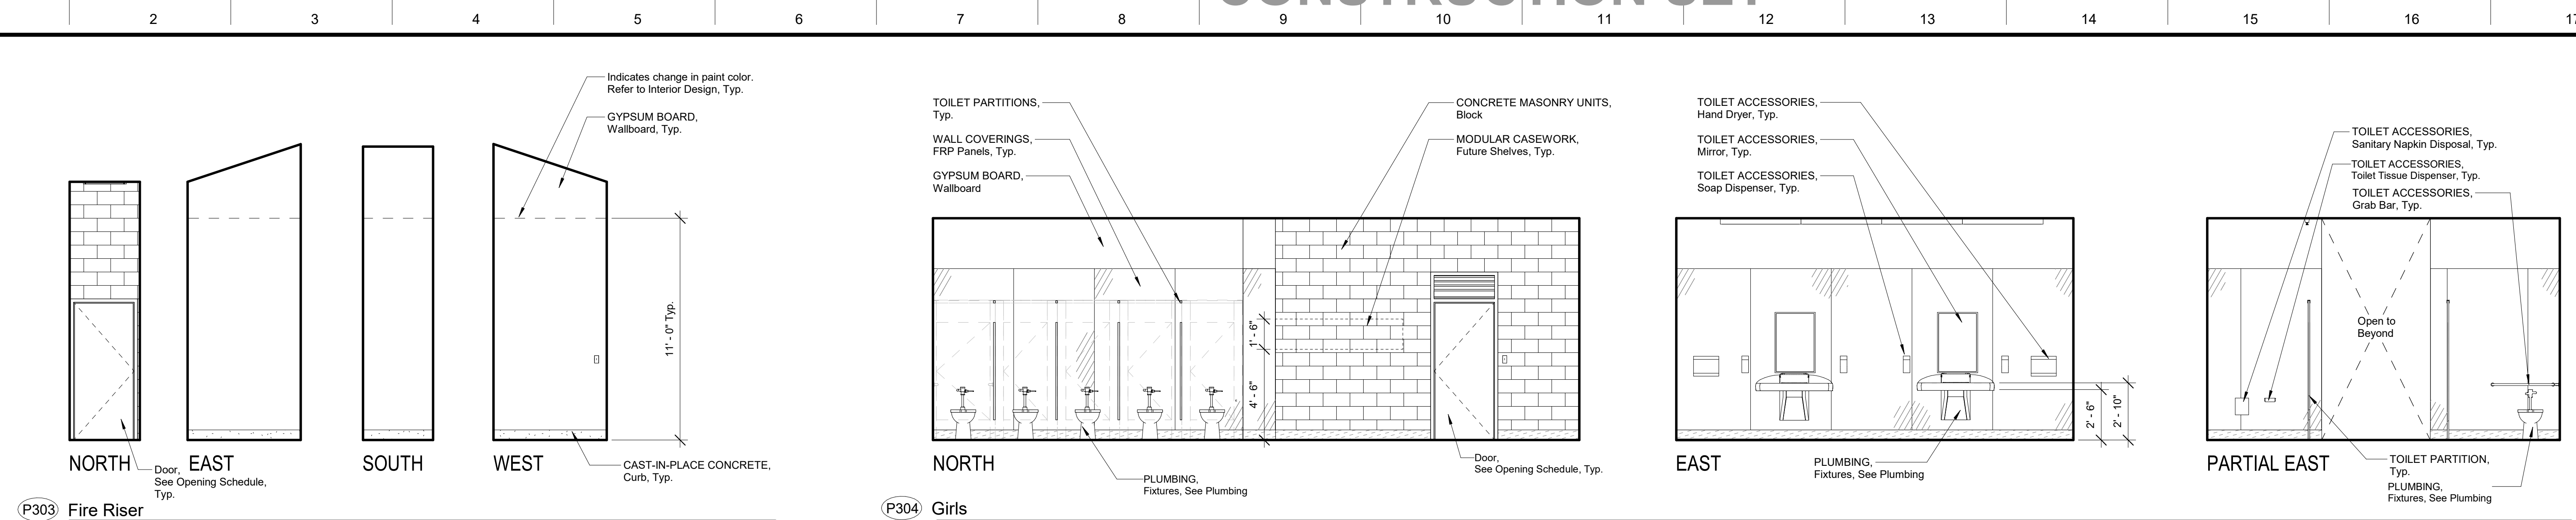 CONSTRUCTION SET
2 3 4 5 6 7 8 9 10 11 12 13 14 15 16 17
Indicates change in paint color.
Refer to Interior Design, Typ.
GYPSUM BOARD,
Wallboard, Typ.
11' - 0" Typ.
NORTH
EAST
SOUTH
WEST
Door,
See Opening Schedule,
Typ.
CAST-IN-PLACE CONCRETE,
Curb, Typ.
P303 Fire Riser
TOILET PARTITIONS,
Typ.
WALL COVERINGS,
FRP Panels, Typ.
GYPSUM BOARD,
Wallboard
CONCRETE MASONRY UNITS,
Block
MODULAR CASEWORK,
Future Shelves, Typ.
1' - 6"
4' - 6"
NORTH
PLUMBING,
Fixtures, See Plumbing
Door,
See Opening Schedule, Typ.
P304 Girls
TOILET ACCESSORIES,
Hand Dryer, Typ.
TOILET ACCESSORIES,
Mirror, Typ.
TOILET ACCESSORIES,
Soap Dispenser, Typ.
2' - 6"
2' - 10"
EAST
PLUMBING,
Fixtures, See Plumbing
TOILET ACCESSORIES,
Sanitary Napkin Disposal, Typ.
TOILET ACCESSORIES,
Toilet Tissue Dispenser, Typ.
TOILET ACCESSORIES,
Grab Bar, Typ.
Open to
Beyond
PARTIAL EAST
TOILET PARTITION,
Typ.
PLUMBING,
Fixtures, See Plumbing